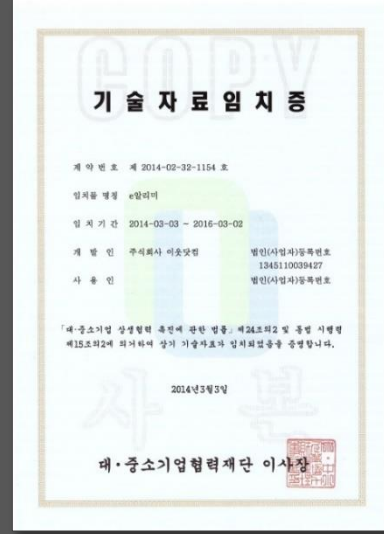 COPY
기술자료임치증
계약번호 제 2014-02-32-1154 호
임치물 명칭 e알리미
임치기간 2014-03-03 ~ 2016-03-02
개발인 주식회사 이웃닷컴 법인(사업자)등록번호
1345110039427
사용인 법인(사업자)등록번호
「대·중소기업 상생협력 촉진에 관한 법률」제24조의2 및 동법 시행령
제15조의2에 의거하여 상기 기술자료가 임치되었음을 증명합니다.
2014년3월3일
사본
대·중소기업협력재단 이사장